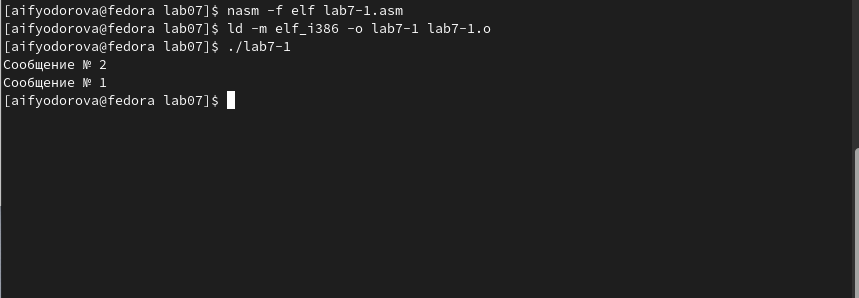 [aifyodorova@fedora lab07]$ nasm -f elf lab7-1.asm
[aifyodorova@fedora lab07]$ ld -m elf_i386 -o lab7-1 lab7-1.o
[aifyodorova@fedora lab07]$ ./lab7-1
Сообщение № 2
Сообщение № 1
[aifyodorova@fedora lab07]$